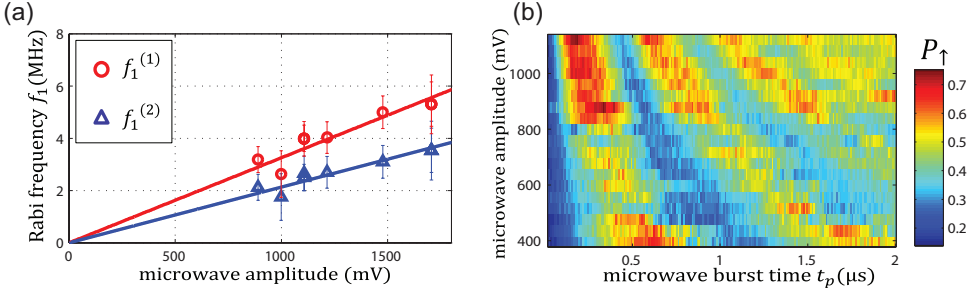 (a)
Rabi frequency f₁(MHz)
8
6
4
2
0
f₁⁽¹⁾
f₁⁽²⁾
0
500
1000
1500
microwave amplitude (mV)
(b)
microwave amplitude (mV)
1000
800
600
400
0.5
1
1.5
2
microwave burst time tₚ(µs)
P↑
0.7
0.6
0.5
0.4
0.3
0.2